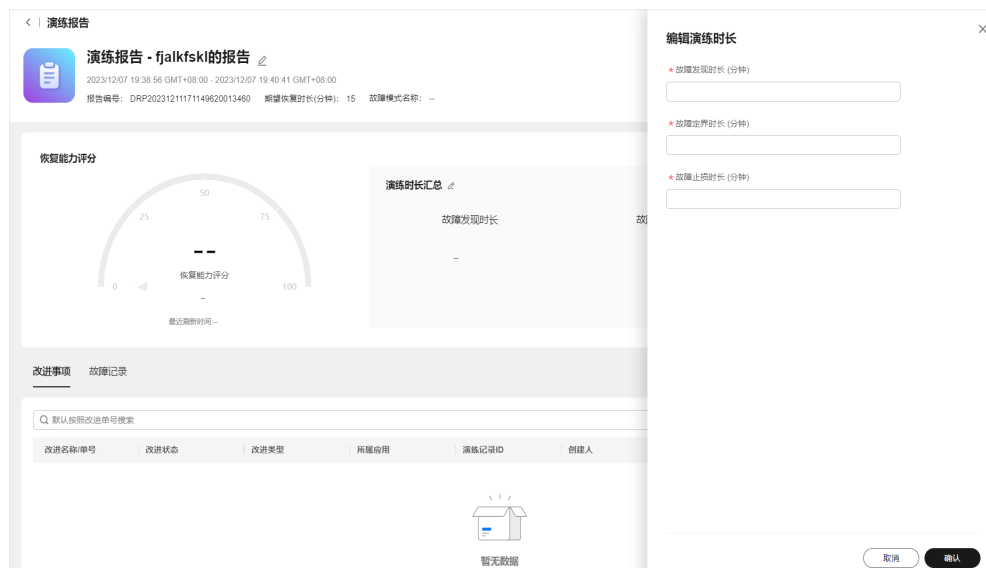 演练报告
演练报告 - fjalkfskl的报告
2023/12/07 19:38:56 GMT+08:00 - 2023/12/07 19:40:41 GMT+08:00
报告编号： DRP20231211171149620013460 期望恢复时长(分钟)： 15 故障模式名称： --
恢复能力评分
0
25
50
75
100
--
恢复能力评分
--
最近刷新时间 --
演练时长汇总
故障发现时长
故
--
改进事项 故障记录
默认按照改进单号搜索
改进名称/单号 改进状态 改进类型 所属应用 演练记录ID 创建人
暂无数据
编辑演练时长
* 故障发现时长 (分钟)
* 故障定界时长 (分钟)
* 故障止损时长 (分钟)
取消 确认